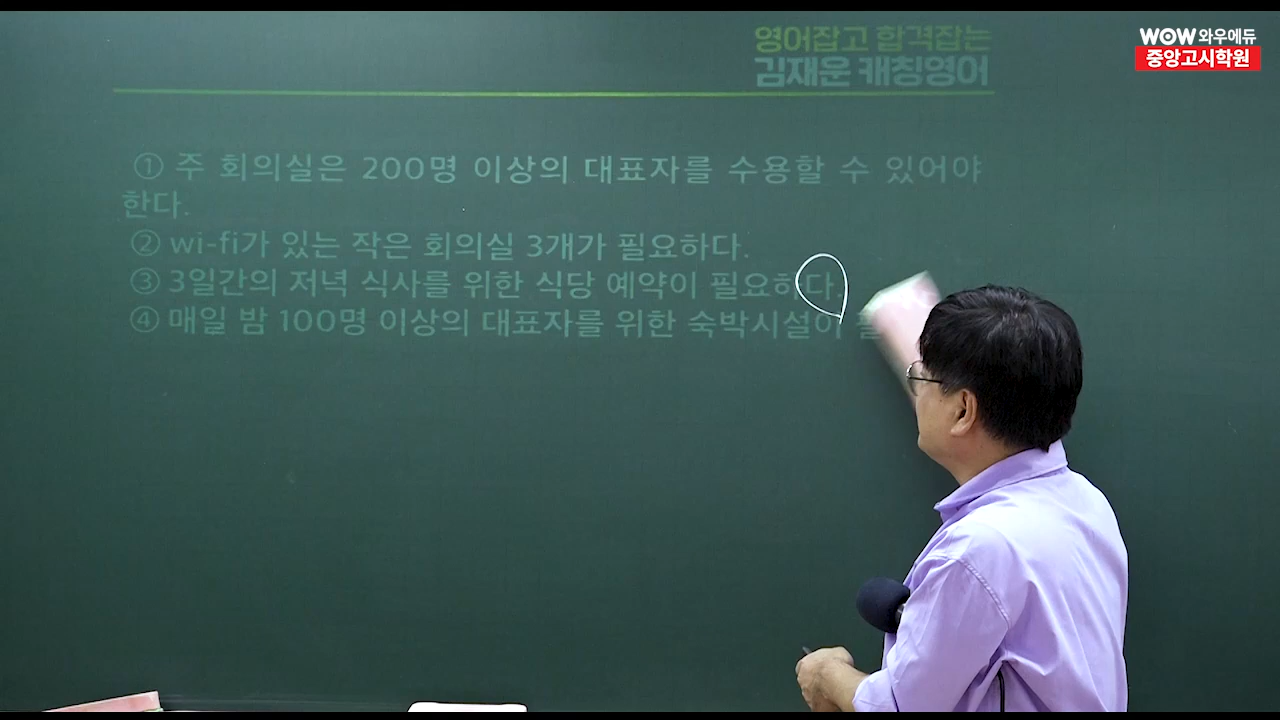 영어잡고 합격잡는
김재운 캐칭영어
WOW 와우에듀
중앙고시학원
① 주 회의실은 200명 이상의 대표자를 수용할 수 있어야
한다.
② wi-fi가 있는 작은 회의실 3개가 필요하다.
③ 3일간의 저녁 식사를 위한 식당 예약이 필요하다.
④ 매일 밤 100명 이상의 대표자를 위한 숙박시설이